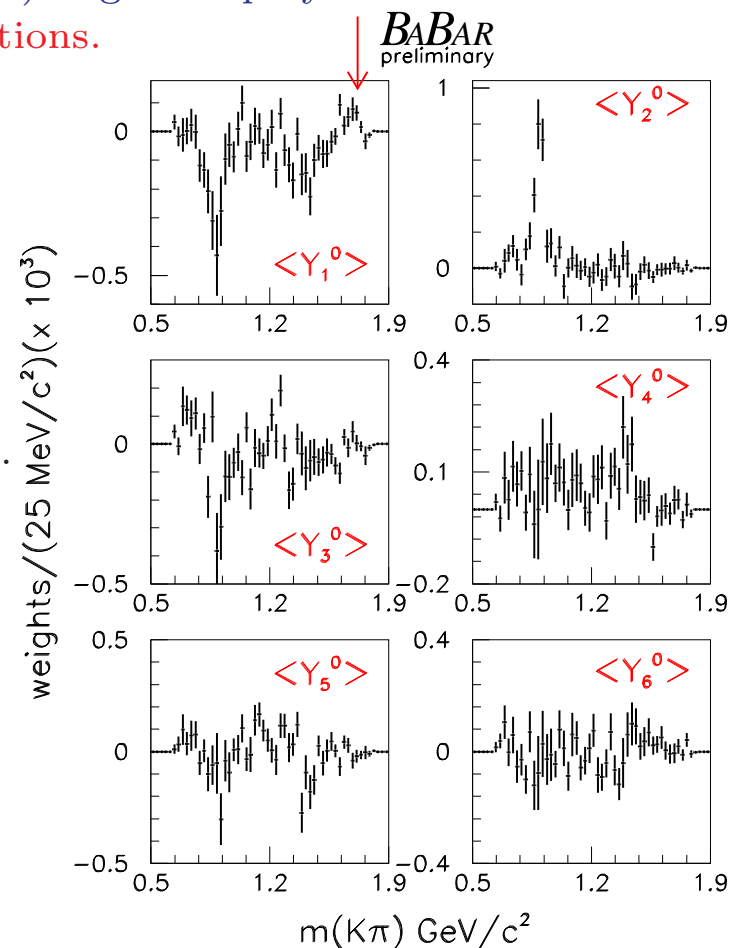 tions.
BABAR
preliminary
weights/(25 MeV/c²)(x 10³)
0
−0.5
<Y₁⁰>
0.5 1.2 1.9
1
0
<Y₂⁰>
0.5 1.2 1.9
0
−0.5
<Y₃⁰>
0.5 1.2 1.9
0.4
0.1
−0.2
<Y₄⁰>
0.5 1.2 1.9
0.5
0
−0.5
<Y₅⁰>
0.5 1.2 1.9
0.4
0
−0.4
<Y₆⁰>
0.5 1.2 1.9
m(Kπ) GeV/c²